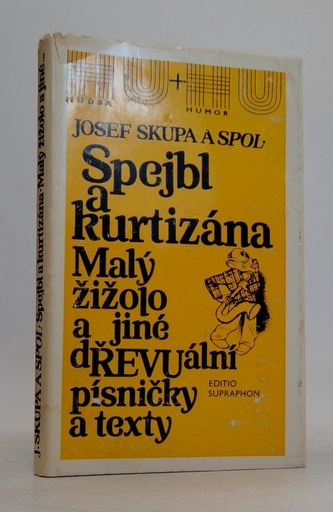 HU+HU
HUDBA
HUMOR
JOSEF SKUPA A SPOL.
Spejbl
a
kurtizána
Malý
žižolo
a jiné
dŘEVUální
písničky
a texty
EDITIO
SUPRAPHON
J. SKUPA A SPOL. Spejbl a kurtizána-Malý žižolo a jiné...